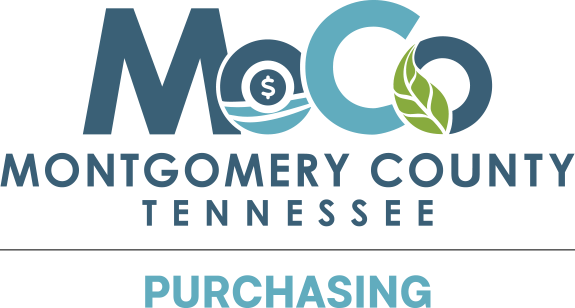 MoCo
$
MONTGOMERY COUNTY
TENNESSEE
PURCHASING